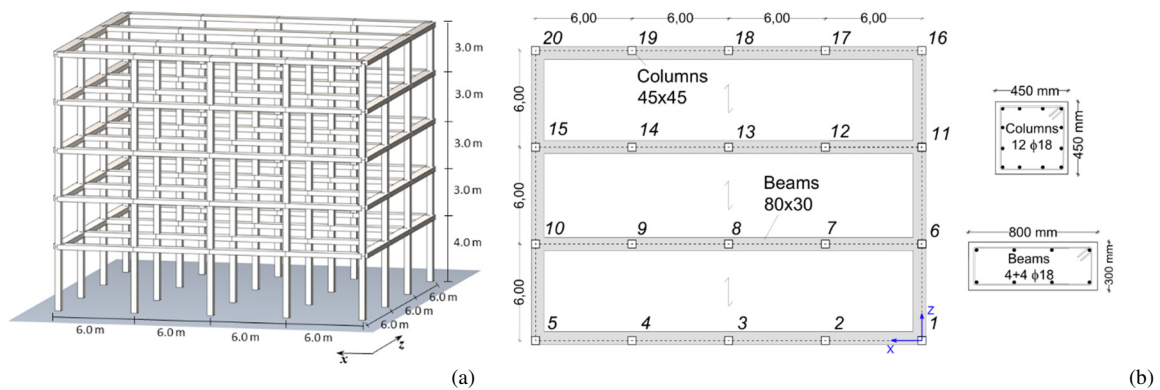 3.0 m
3.0 m
3.0 m
3.0 m
4.0 m
6.0 m
6.0 m
6.0 m
6.0 m 6.0 m 6.0 m 6.0 m
x z
(a)
6,00 6,00 6,00 6,00
20 19 18 17 16
Columns
45x45
6,00
15 14 13 12 11
Beams
80x30
6,00
10 9 8 7 6
6,00
5 4 3 2 1
Z
X
450 mm
Columns
12 ϕ18
450 mm
800 mm
Beams
4+4 ϕ18
300 mm
(b)